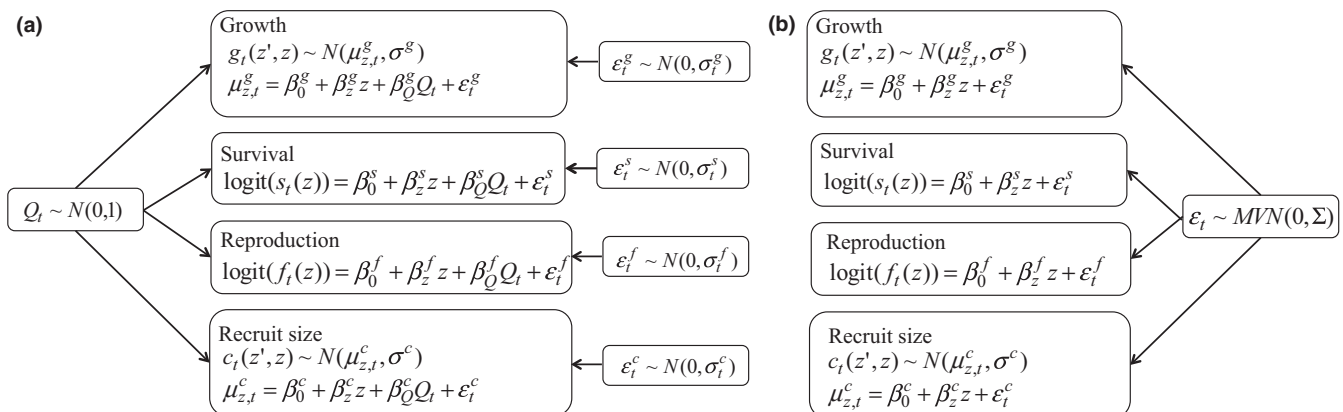 (a)
Growth
g_t(z',z) ~ N(μ^g_{z,t}, σ^g)
μ^g_{z,t} = β^g_0 + β^g_z z + β^g_Q Q_t + ε^g_t
ε^g_t ~ N(0, σ^g_t)
Survival
logit(s_t(z)) = β^s_0 + β^s_z z + β^s_Q Q_t + ε^s_t
ε^s_t ~ N(0, σ^s_t)
Q_t ~ N(0,1)
Reproduction
logit(f_t(z)) = β^f_0 + β^f_z z + β^f_Q Q_t + ε^f_t
ε^f_t ~ N(0, σ^f_t)
Recruit size
c_t(z',z) ~ N(μ^c_{z,t}, σ^c)
μ^c_{z,t} = β^c_0 + β^c_z z + β^c_Q Q_t + ε^c_t
ε^c_t ~ N(0, σ^c_t)
(b)
Growth
g_t(z',z) ~ N(μ^g_{z,t}, σ^g)
μ^g_{z,t} = β^g_0 + β^g_z z + ε^g_t
Survival
logit(s_t(z)) = β^s_0 + β^s_z z + ε^s_t
ε_t ~ MVN(0, Σ)
Reproduction
logit(f_t(z)) = β^f_0 + β^f_z z + ε^f_t
Recruit size
c_t(z',z) ~ N(μ^c_{z,t}, σ^c)
μ^c_{z,t} = β^c_0 + β^c_z z + ε^c_t